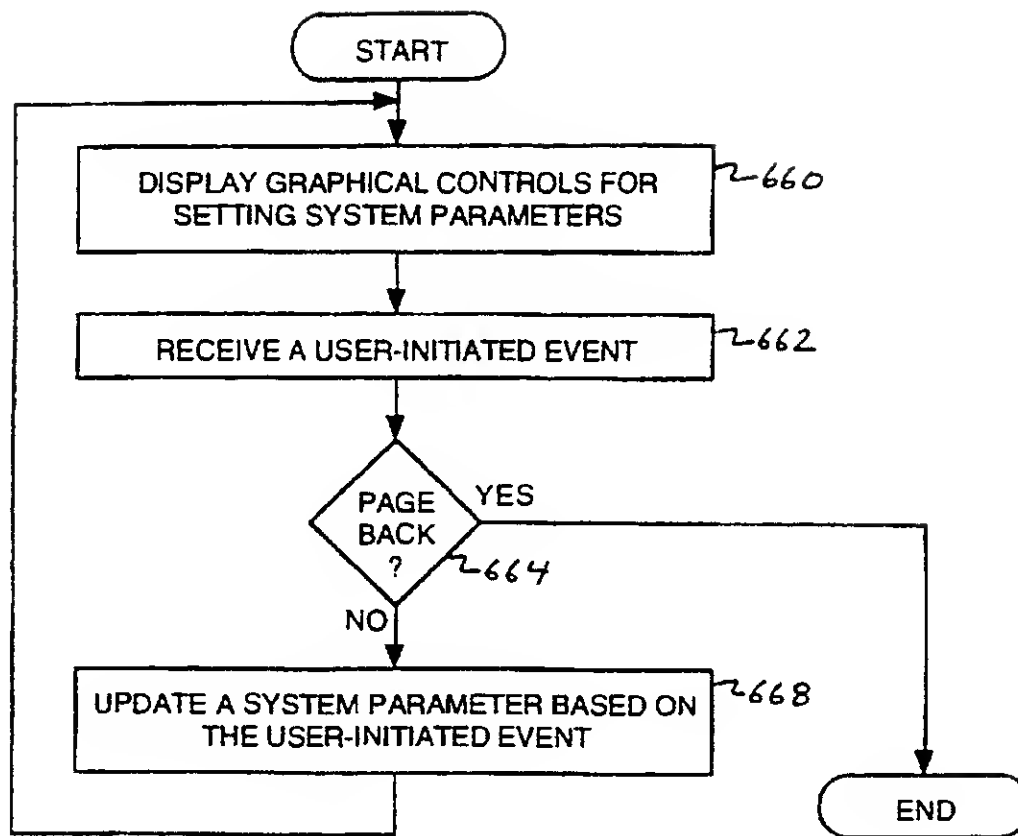 START
DISPLAY GRAPHICAL CONTROLS FOR
SETTING SYSTEM PARAMETERS
660
RECEIVE A USER-INITIATED EVENT
662
PAGE
BACK
?
YES
664
NO
UPDATE A SYSTEM PARAMETER BASED ON
THE USER-INITIATED EVENT
668
END